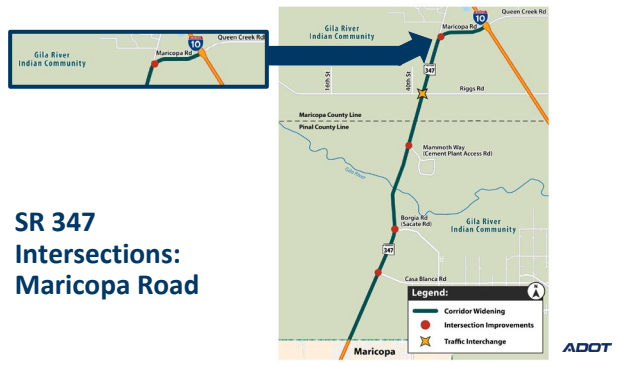 Queen Creek Rd
10
Maricopa Rd
Gila River
Indian Community
10
Queen Creek Rd
Maricopa Rd
Gila River
Indian Community
347
16th St
40th St
Riggs Rd
Maricopa County Line
Pinal County Line
Mammoth Way
(Cement Plant Access Rd)
Gila River
Borgia Rd
(Sacate Rd)
Gila River
Indian Community
347
Casa Blanca Rd
Legend:
N
Corridor Widening
Intersection Improvements
Traffic Interchange
Maricopa
SR 347
Intersections:
Maricopa Road
ADOT